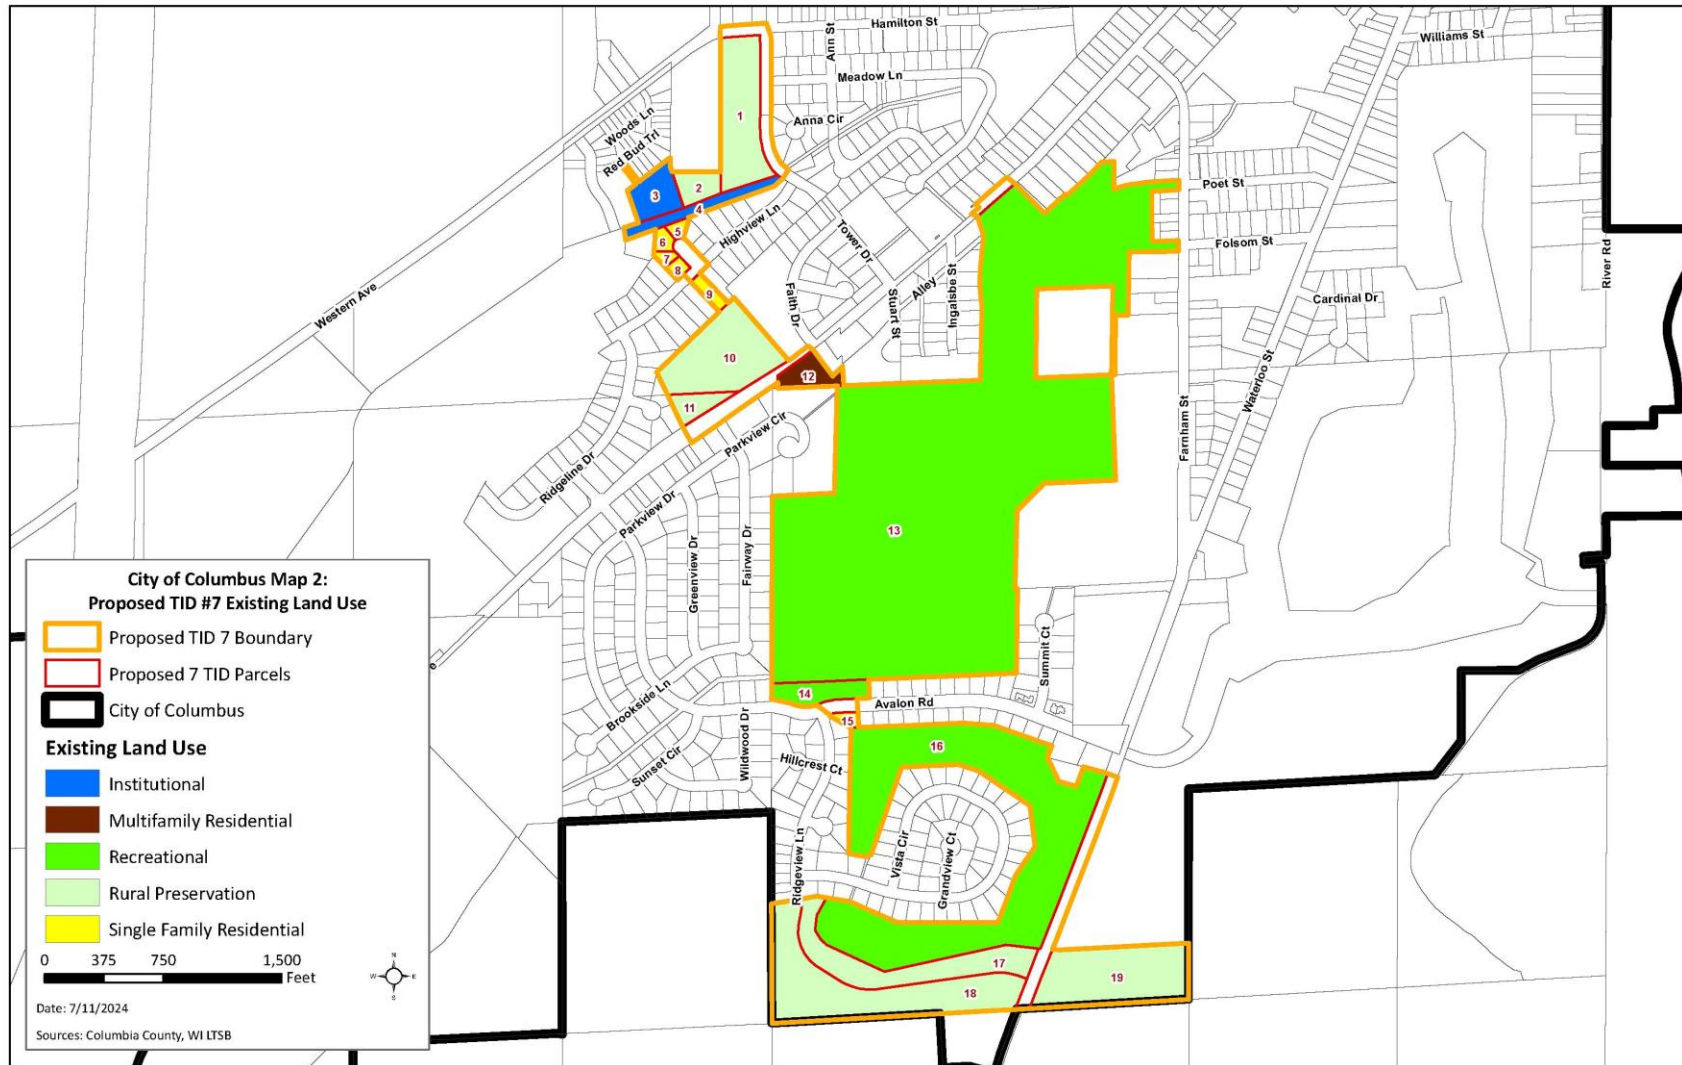 Hamilton St
Ann St
Williams St
Meadow Ln
Woods Ln
Anna Cir
Red Bud Trl
1
2
3
4
Poet St
5
6
7
8
9
Highview Ln
Tower Dr
Folsom St
River Rd
Alley
Faith Dr
Stuart St
Ingalsbe St
Cardinal Dr
Western Ave
10
11
12
Waterloo St
Farnham St
Parkview Cir
Ridgeline Dr
Parkview Dr
13
Fairway Dr
Greenview Dr
Summit Ct
e
14
Avalon Rd
15
Brookside Ln
Wildwood Dr
Sunset Cir
16
Hillcrest Ct
Ridgeview Ln
Vista Cir
Grandview Ct
17
18
19
City of Columbus Map 2:
Proposed TID #7 Existing Land Use
Proposed TID 7 Boundary
Proposed 7 TID Parcels
City of Columbus
Existing Land Use
Institutional
Multifamily Residential
Recreational
Rural Preservation
Single Family Residential
0 375 750 1,500
Feet
N
W E
S
Date: 7/11/2024
Sources: Columbia County, WI LTSB